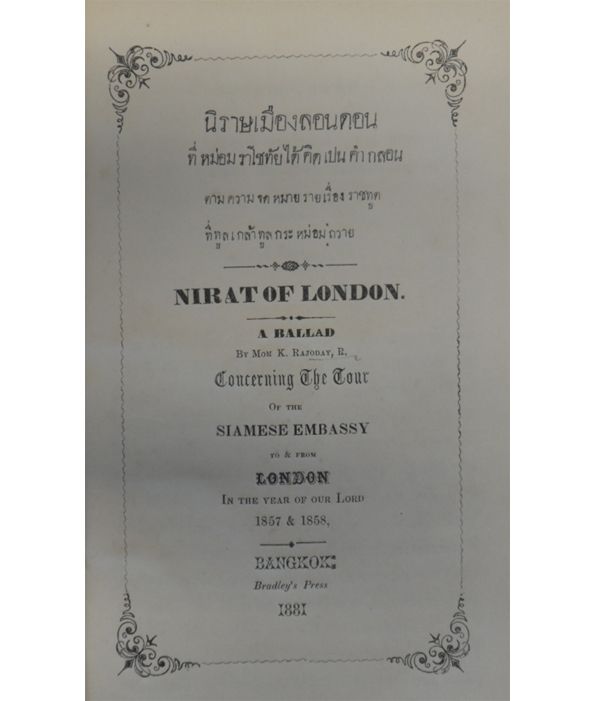 นิราษเมืองลอนดอน
ที่ หม่อม ราโชทัย ได้ คิด เปน คำ กลอน
ตาม ความ จด หมาย ราย เรื่อง ราชทูต
ที่ทูล เกล้า ทูล กระ หม่อม ถวาย
NIRAT OF LONDON.
A BALLAD
By Mom K. Rajoday, R,
Concerning The Tour
Of the
SIAMESE EMBASSY
to & from
LONDON
In the year of our Lord
1857 & 1858,
BANGKOK:
Bradley's Press
1881